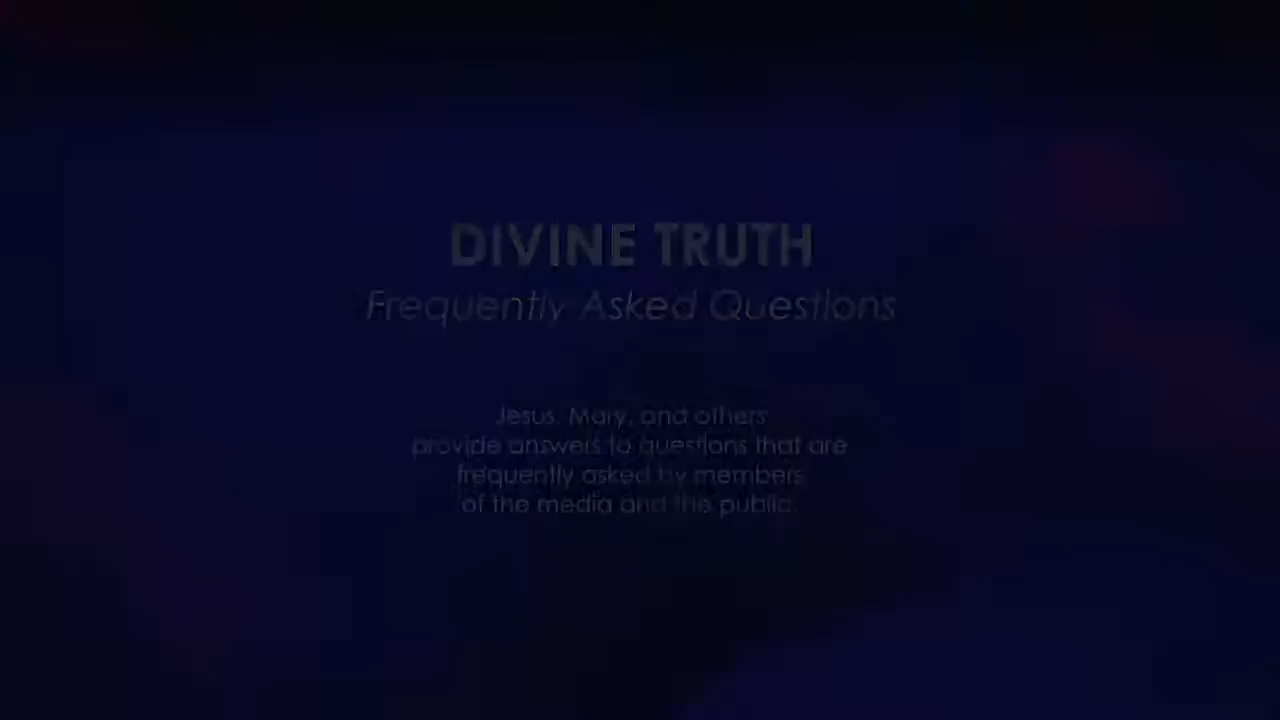 DIVINE TRUTH
Frequently Asked Questions
Jesus, Mary, and others
provide answers to questions that are
frequently asked by members
of the media and the public.